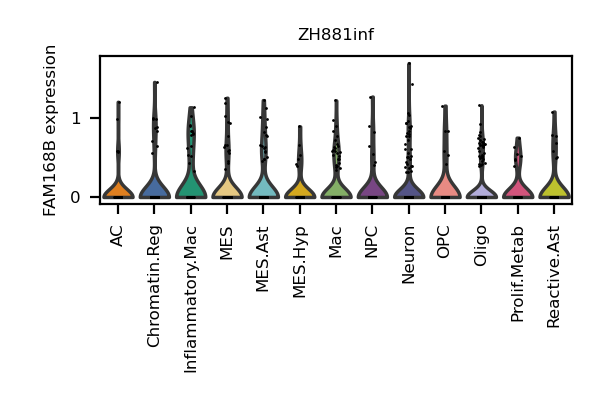 ZH881inf
FAM168B expression
1
0
AC
Chromatin.Reg
Inflammatory.Mac
MES
MES.Ast
MES.Hyp
Mac
NPC
Neuron
OPC
Oligo
Prolif.Metab
Reactive.Ast